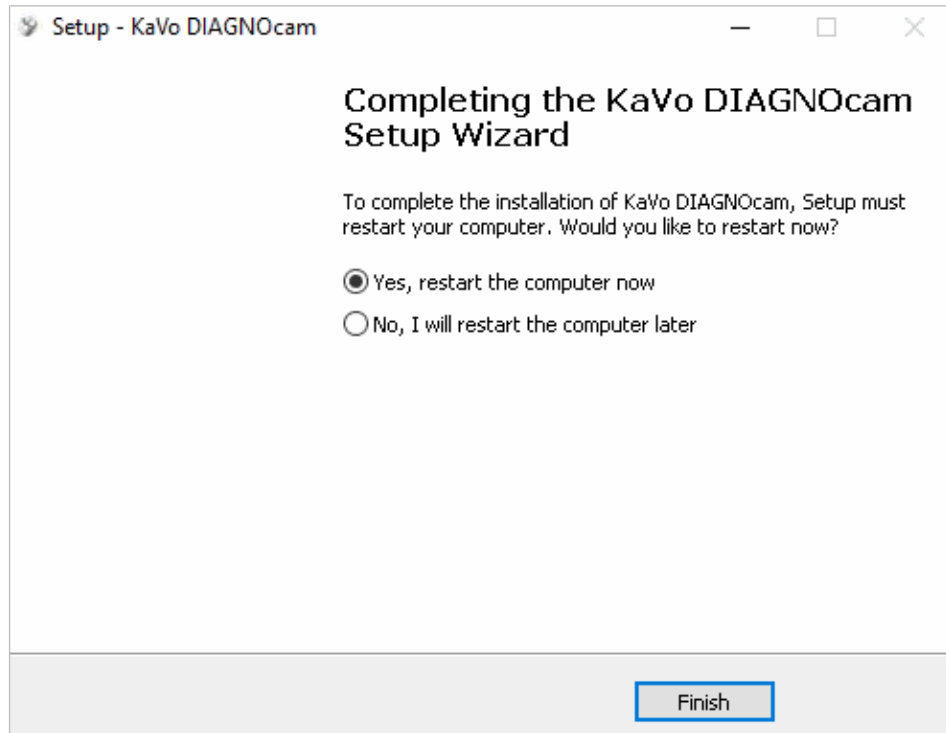 Setup - KaVo DIAGNOcam
Completing the KaVo DIAGNOcam
Setup Wizard
To complete the installation of KaVo DIAGNOcam, Setup must
restart your computer. Would you like to restart now?
Yes, restart the computer now
No, I will restart the computer later
Finish